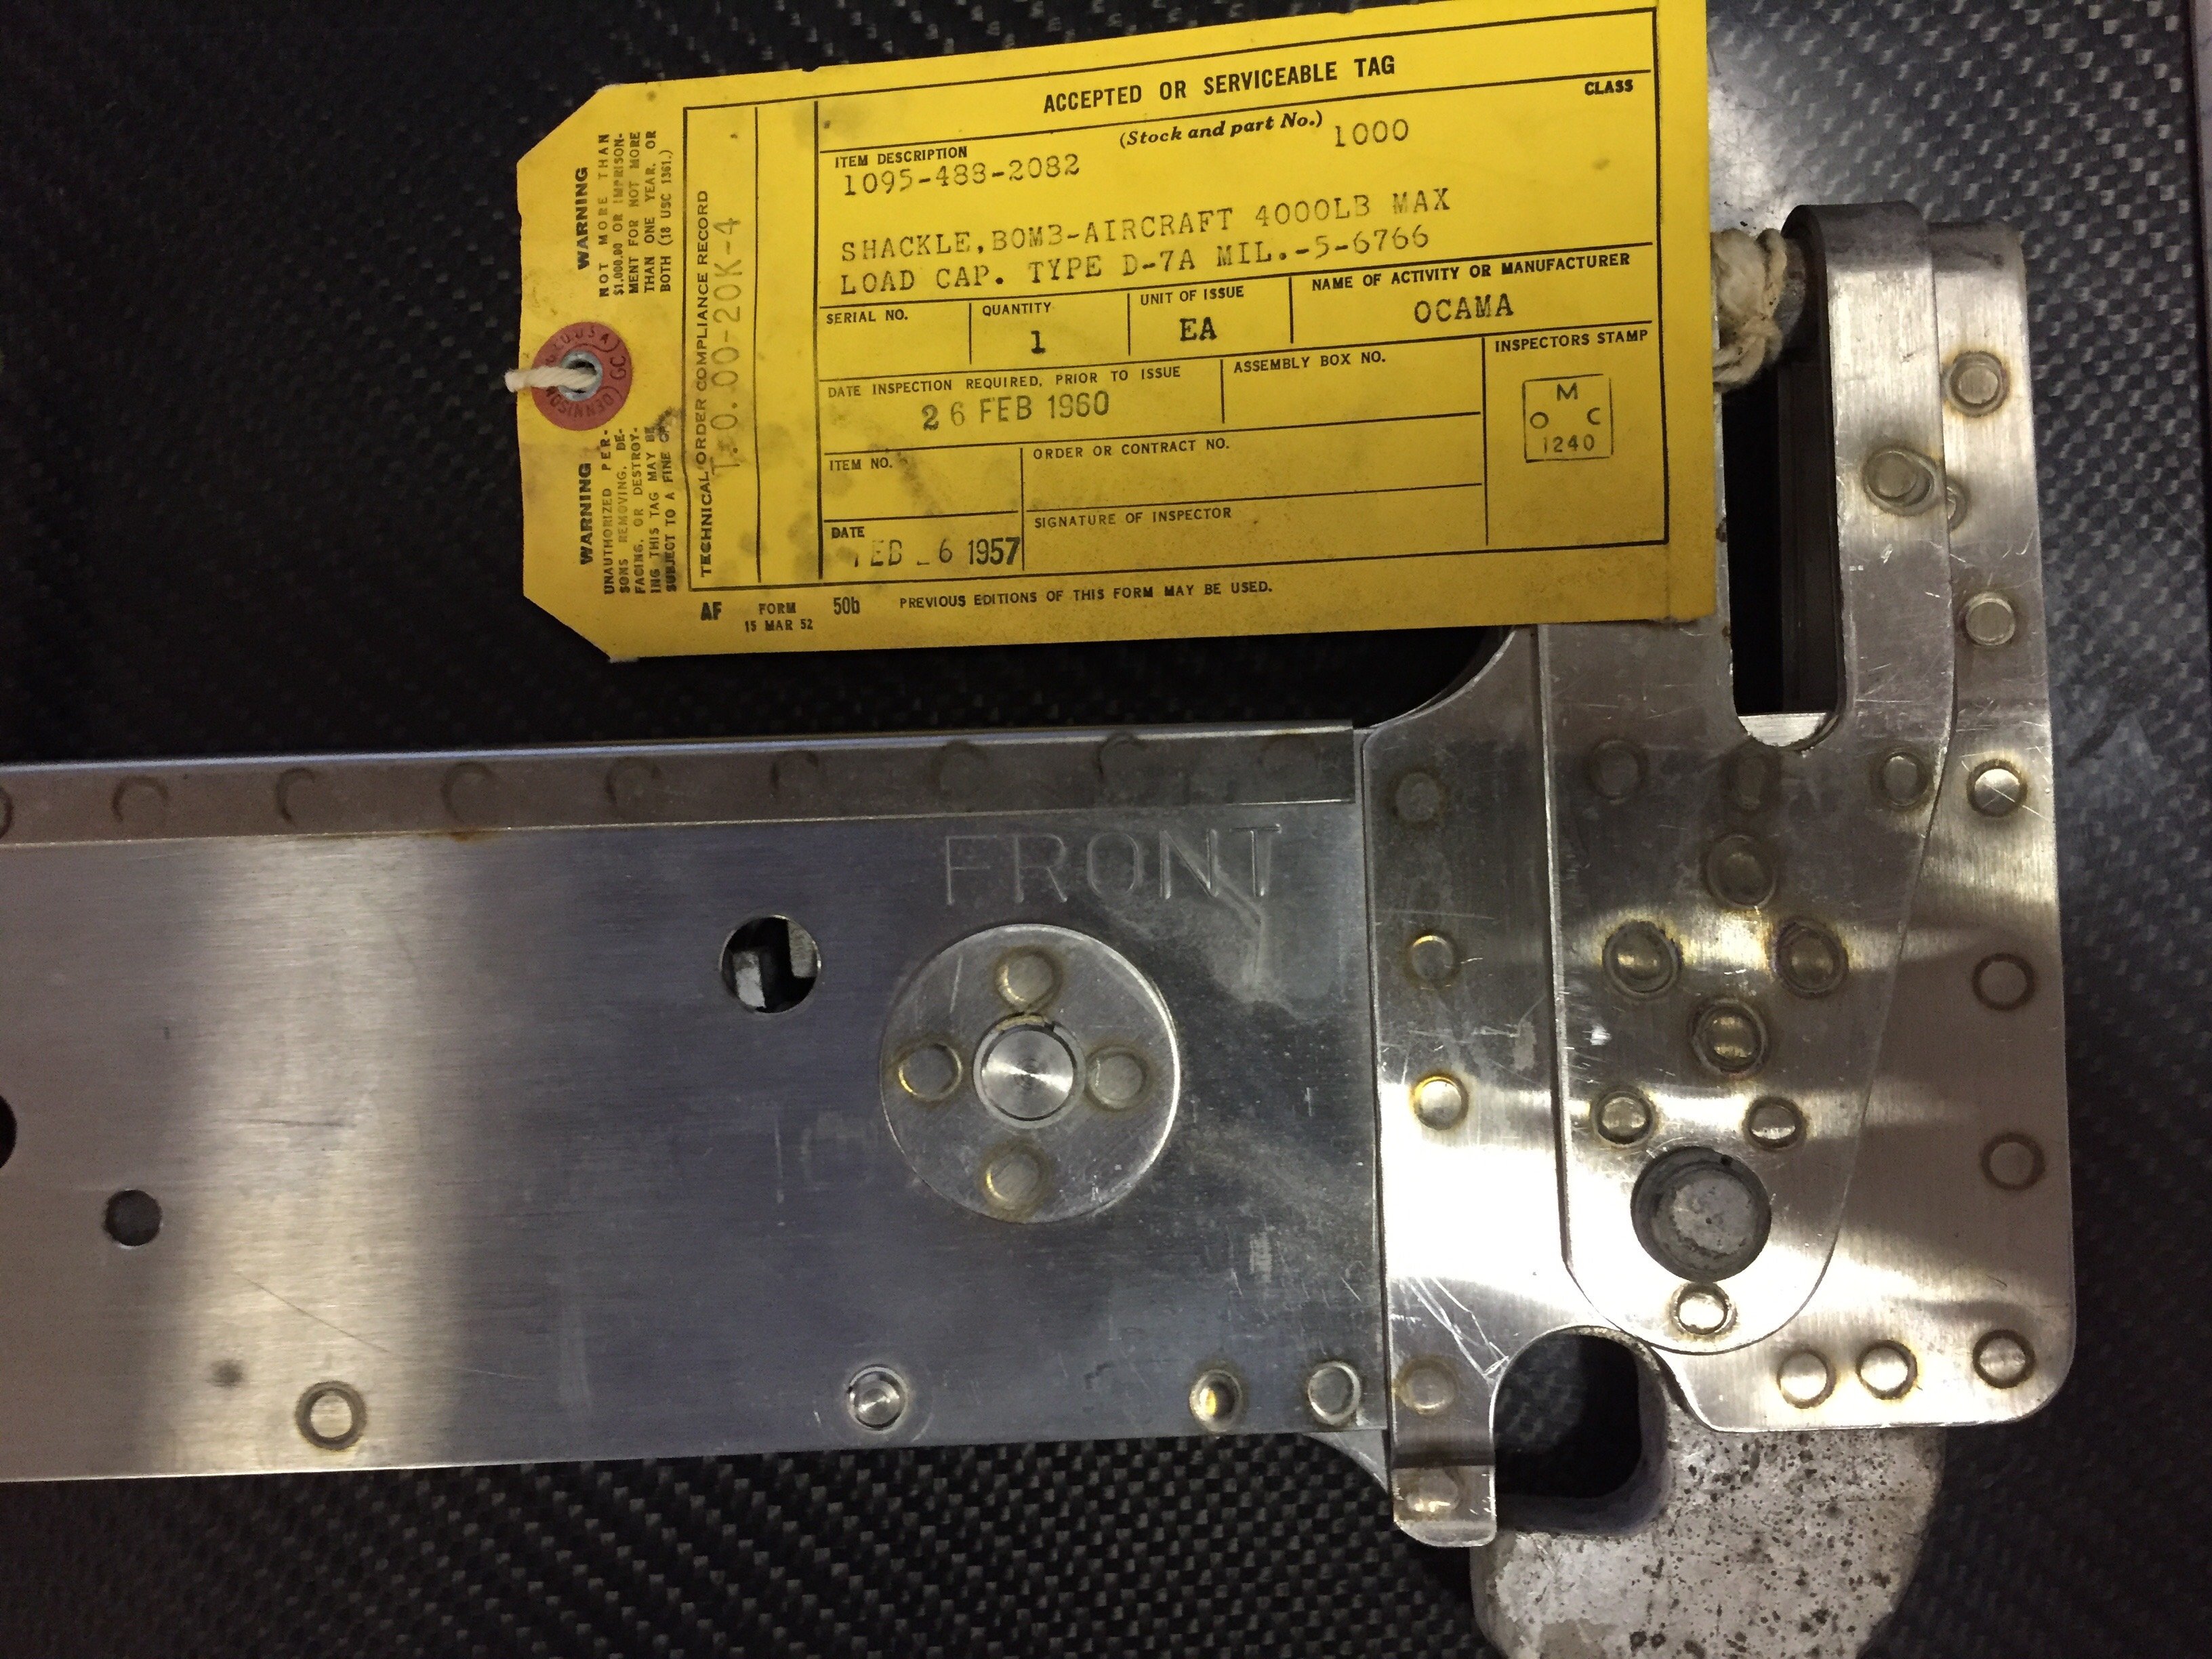 ACCEPTED OR SERVICEABLE TAG
ITEM DESCRIPTION (Stock and part No.) CLASS
1095-488-2082 1000
SHACKLE,BOMB-AIRCRAFT 4000LB MAX
LOAD CAP. TYPE D-7A MIL.-5-6766
SERIAL NO.
QUANTITY
1
UNIT OF ISSUE
EA
NAME OF ACTIVITY OR MANUFACTURER
OCAMA
DATE INSPECTION REQUIRED, PRIOR TO ISSUE
26 FEB 1960
ASSEMBLY BOX NO.
INSPECTORS STAMP
M
O C
1240
ITEM NO.
ORDER OR CONTRACT NO.
DATE
FEB 6 1957
SIGNATURE OF INSPECTOR
AF FORM 50b PREVIOUS EDITIONS OF THIS FORM MAY BE USED.
15 MAR 52
TECHNICAL ORDER COMPLIANCE RECORD
T.O.00-20K-4
WARNING
UNAUTHORIZED PER-
SONS REMOVING, DE-
FACING, OR DESTROY-
ING THIS TAG MAY BE
SUBJECT TO A FINE OF
WARNING
NOT MORE THAN
$1,000.00 OR IMPRISON-
MENT FOR NOT MORE
THAN ONE YEAR, OR
BOTH (18 USC 1361.)
DENNISON
GC
U.S.A
FRONT